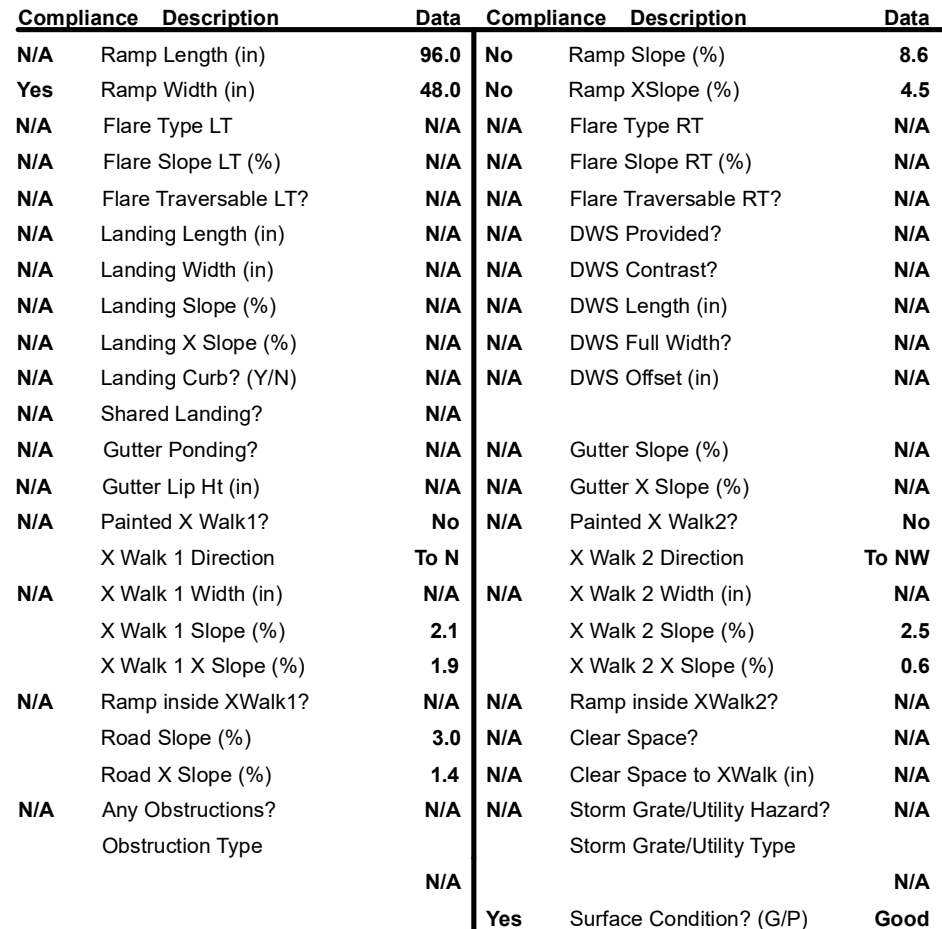 Compliance Description Data Compliance Description Data
N/A Ramp Length (in) 96.0 No Ramp Slope (%) 8.6
Yes Ramp Width (in) 48.0 No Ramp XSlope (%) 4.5
N/A Flare Type LT N/A N/A Flare Type RT N/A
N/A Flare Slope LT (%) N/A N/A Flare Slope RT (%) N/A
N/A Flare Traversable LT? N/A N/A Flare Traversable RT? N/A
N/A Landing Length (in) N/A N/A DWS Provided? N/A
N/A Landing Width (in) N/A N/A DWS Contrast? N/A
N/A Landing Slope (%) N/A N/A DWS Length (in) N/A
N/A Landing X Slope (%) N/A N/A DWS Full Width? N/A
N/A Landing Curb? (Y/N) N/A N/A DWS Offset (in) N/A
N/A Shared Landing? N/A
N/A Gutter Ponding? N/A N/A Gutter Slope (%) N/A
N/A Gutter Lip Ht (in) N/A N/A Gutter X Slope (%) N/A
N/A Painted X Walk1? No N/A Painted X Walk2? No
X Walk 1 Direction To N X Walk 2 Direction To NW
N/A X Walk 1 Width (in) N/A N/A X Walk 2 Width (in) N/A
X Walk 1 Slope (%) 2.1 X Walk 2 Slope (%) 2.5
X Walk 1 X Slope (%) 1.9 X Walk 2 X Slope (%) 0.6
N/A Ramp inside XWalk1? N/A N/A Ramp inside XWalk2? N/A
Road Slope (%) 3.0 N/A Clear Space? N/A
Road X Slope (%) 1.4 N/A Clear Space to XWalk (in) N/A
N/A Any Obstructions? N/A N/A Storm Grate/Utility Hazard? N/A
Obstruction Type Storm Grate/Utility Type
N/A N/A
Yes Surface Condition? (G/P) Good